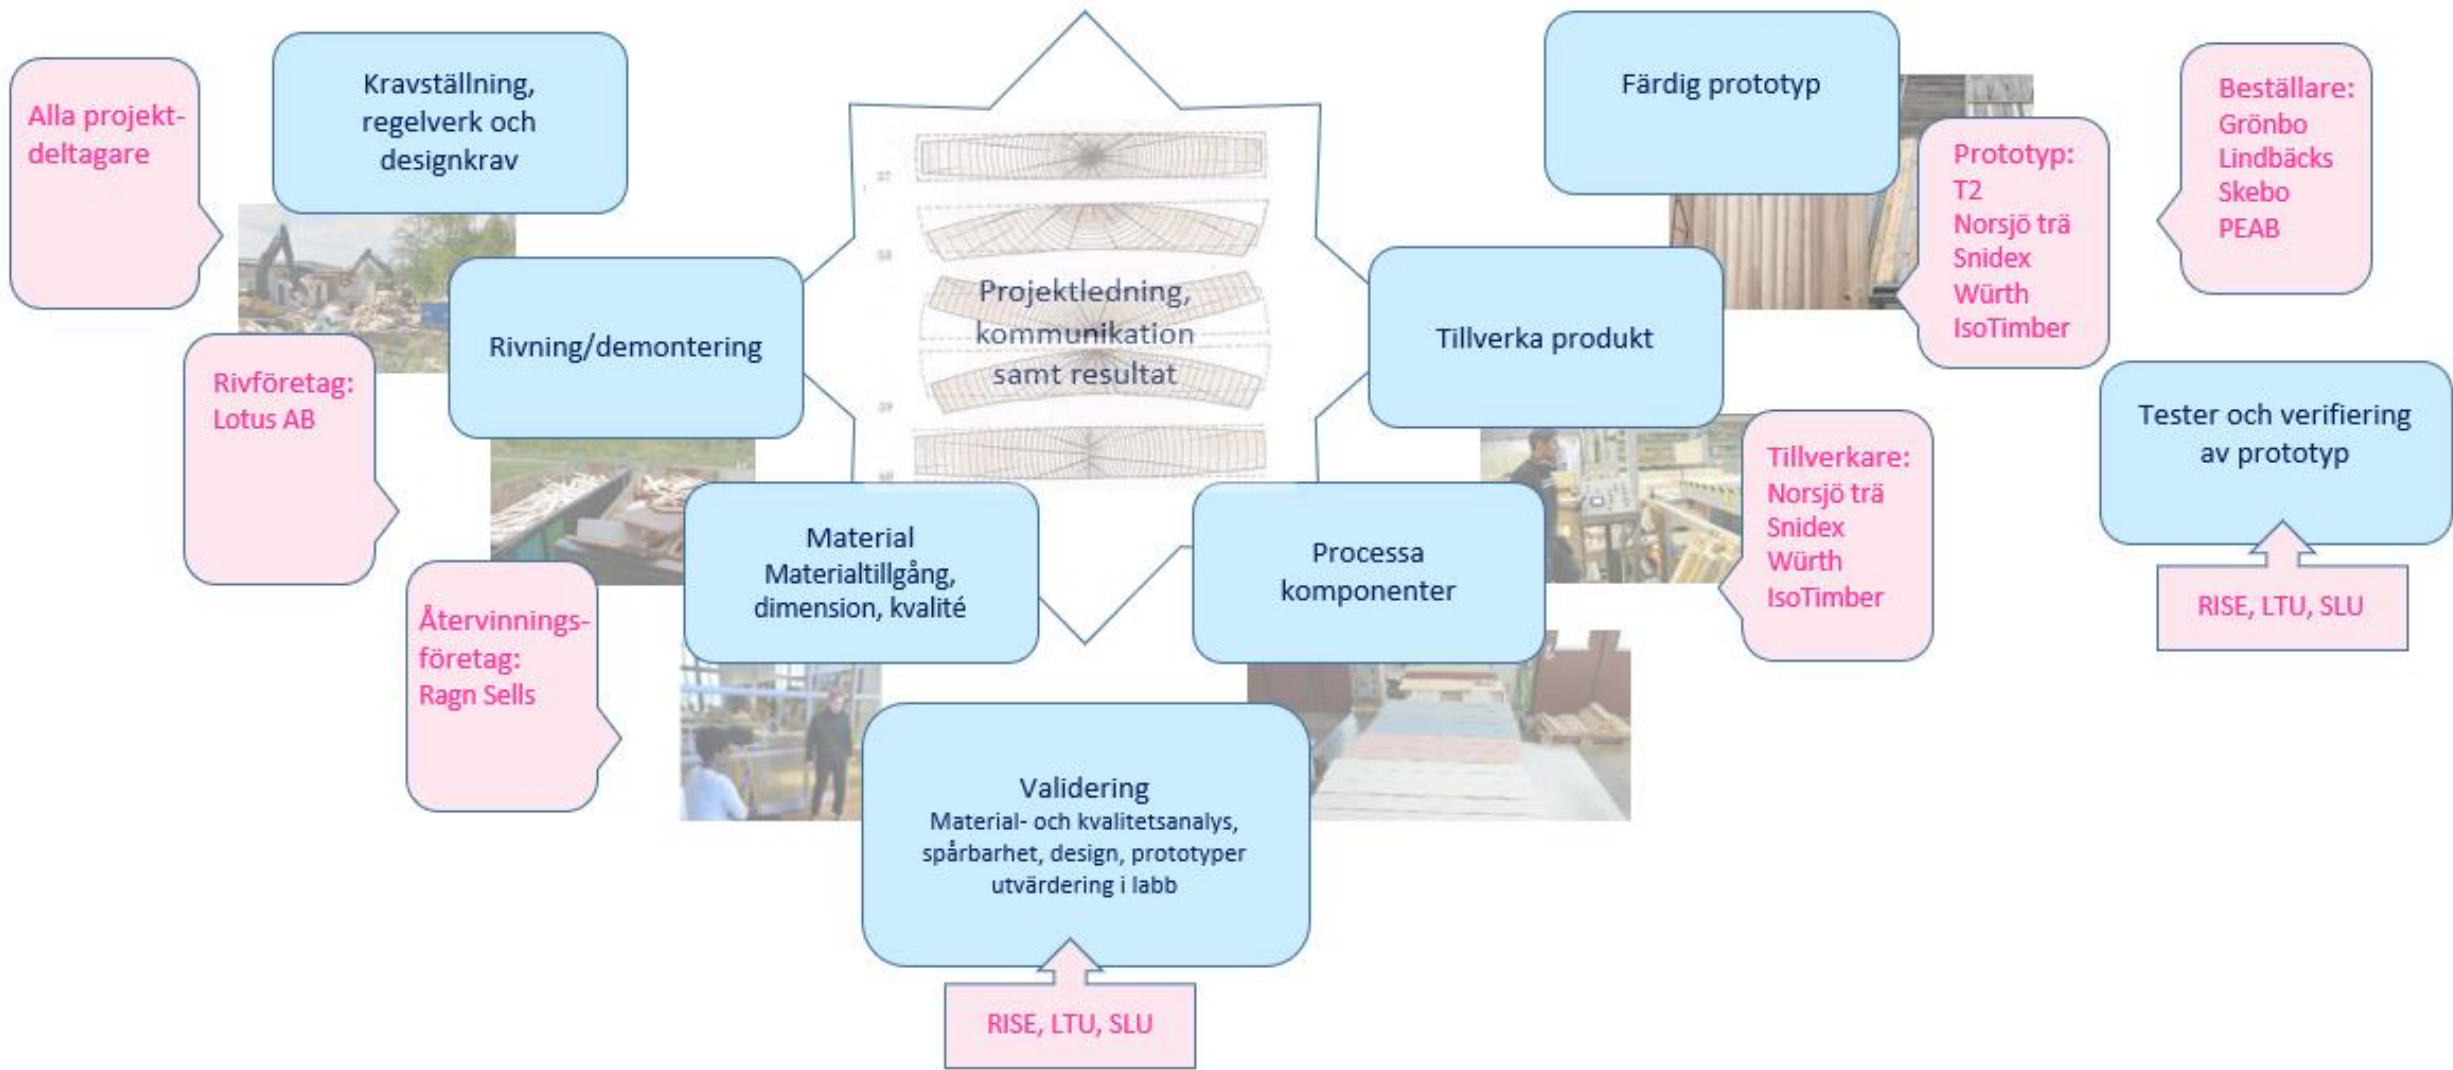 Alla projekt-
deltagare
Kravställning,
regelverk och
designkrav
Rivföretag:
Lotus AB
Rivning/demontering
Återvinnings-
företag:
Ragn Sells
Material
Materialtillgång,
dimension, kvalité
37
38
Projektledning,
kommunikation
samt resultat
39
Validering
Material- och kvalitetsanalys,
spårbarhet, design, prototyper
utvärdering i labb
RISE, LTU, SLU
Processa
komponenter
Tillverkare:
Norsjö trä
Snidex
Würth
IsoTimber
Tillverka produkt
Prototyp:
T2
Norsjö trä
Snidex
Würth
IsoTimber
Färdig prototyp
Beställare:
Grönbo
Lindbäcks
Skebo
PEAB
Tester och verifiering
av prototyp
RISE, LTU, SLU